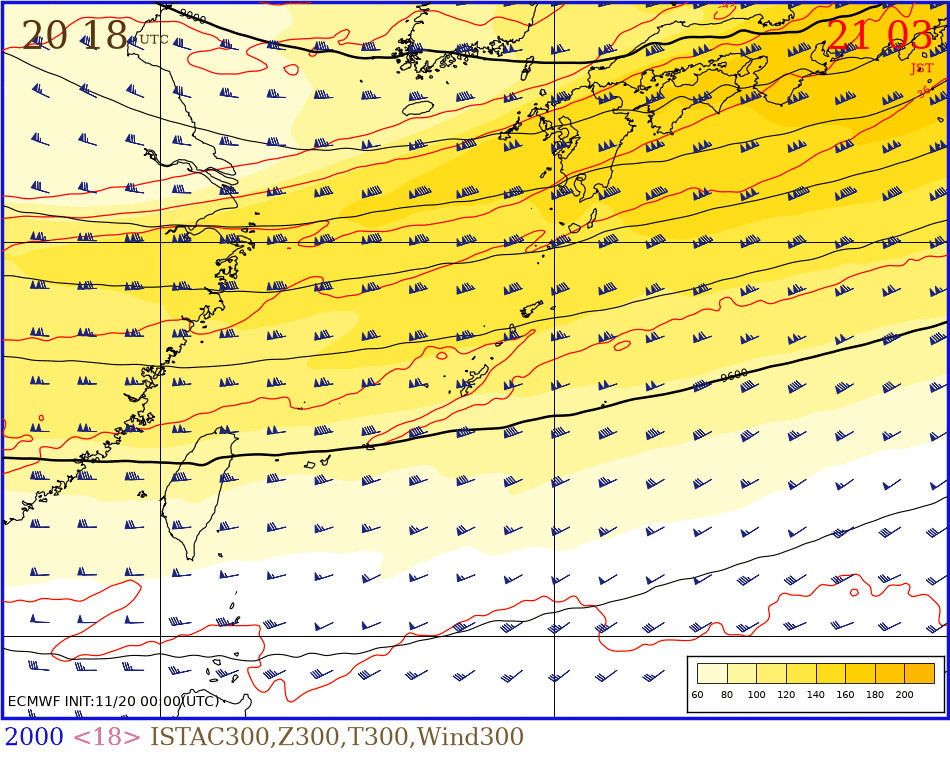 9000
20 18 UTC
21 03
JST
9600
60 80 100 120 140 160 180 200
ECMWF INIT:11/20 00:00(UTC)
2000 <18> ISTAC300,Z300,T300,Wind300